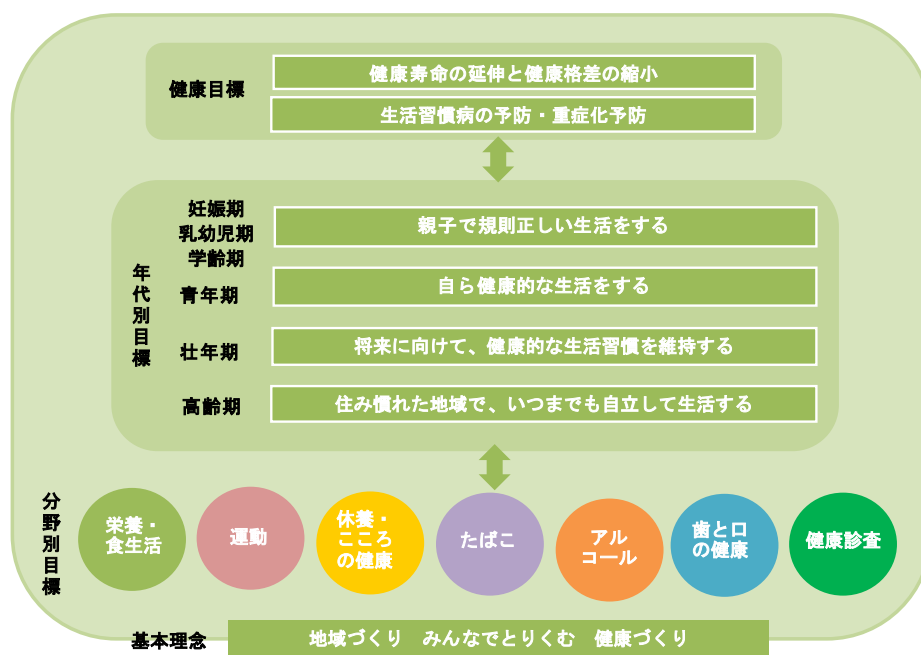 健康目標
健康寿命の延伸と健康格差の縮小
生活習慣病の予防・重症化予防
年代別目標
妊娠期
乳幼児期
学齢期
親子で規則正しい生活をする
青年期
自ら健康的な生活をする
壮年期
将来に向けて、健康的な生活習慣を維持する
高齢期
住み慣れた地域で、いつまでも自立して生活する
分野別目標
栄養・
食生活
運動
休養・
こころ
の健康
たばこ
アル
コール
歯と口
の健康
健康診査
基本理念
地域づくり　みんなでとりくむ　健康づくり